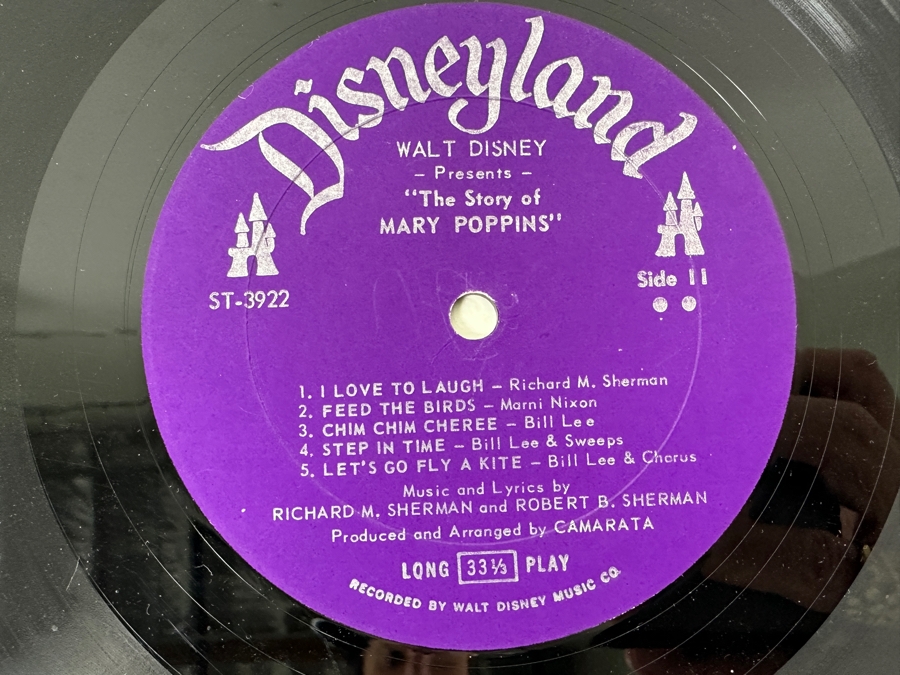 Disneyland
WALT DISNEY
– Presents –
"The Story of
MARY POPPINS"
ST-3922
Side II
1. I LOVE TO LAUGH – Richard M. Sherman
2. FEED THE BIRDS – Marni Nixon
3. CHIM CHIM CHEREE – Bill Lee
4. STEP IN TIME – Bill Lee & Sweeps
5. LET'S GO FLY A KITE – Bill Lee & Chorus
Music and Lyrics by
RICHARD M. SHERMAN and ROBERT B. SHERMAN
Produced and Arranged by CAMARATA
LONG 33⅓ PLAY
RECORDED BY WALT DISNEY MUSIC CO.